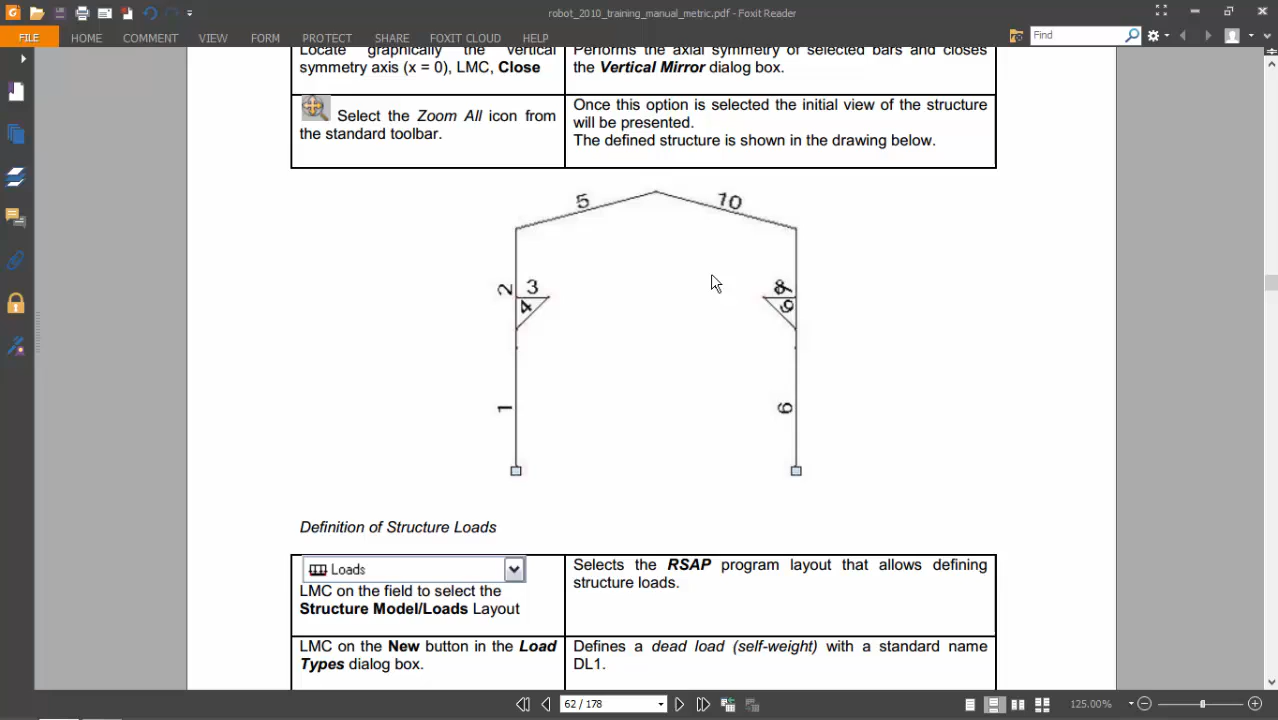 robot_2010_training_manual_metric.pdf - Foxit Reader
FILE HOME COMMENT VIEW FORM PROTECT SHARE FOXIT CLOUD HELP Find
Locate graphically the vertical
symmetry axis (x = 0), LMC, Close
Performs the axial symmetry of selected bars and closes
the Vertical Mirror dialog box.
Select the Zoom All icon from
the standard toolbar.
Once this option is selected the initial view of the structure
will be presented.
The defined structure is shown in the drawing below.
5
10
2
3
4
8
9
1
6
Definition of Structure Loads
Loads
LMC on the field to select the
Structure Model/Loads Layout
Selects the RSAP program layout that allows defining
structure loads.
LMC on the New button in the Load
Types dialog box.
Defines a dead load (self-weight) with a standard name
DL1.
62 / 178
125.00%